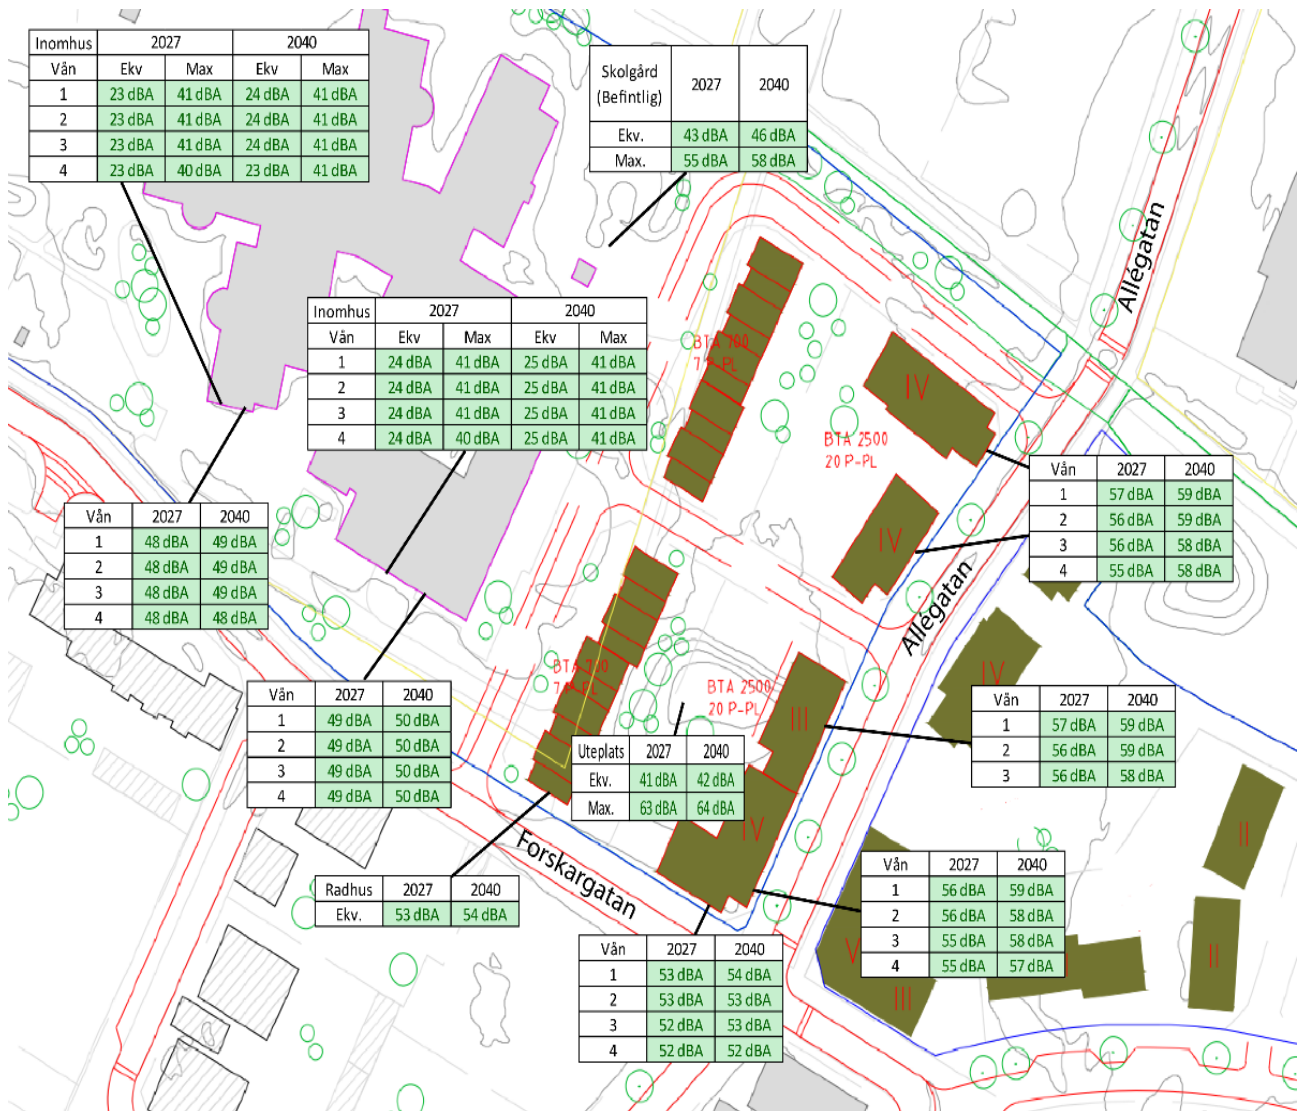 Inomhus 2027 2040
Vån Ekv Max Ekv Max
1 23 dBA 41 dBA 24 dBA 41 dBA
2 23 dBA 41 dBA 24 dBA 41 dBA
3 23 dBA 41 dBA 24 dBA 41 dBA
4 23 dBA 40 dBA 23 dBA 41 dBA
Skolgård (Befintlig) 2027 2040
Ekv. 43 dBA 46 dBA
Max. 55 dBA 58 dBA
Allégatan
Inomhus 2027 2040
Vån Ekv Max Ekv Max
1 24 dBA 41 dBA 25 dBA 41 dBA
2 24 dBA 41 dBA 25 dBA 41 dBA
3 24 dBA 41 dBA 25 dBA 41 dBA
4 24 dBA 40 dBA 25 dBA 41 dBA
BTA 700
7 P-PL
IV
BTA 2500
20 P-PL
Vån 2027 2040
1 57 dBA 59 dBA
2 56 dBA 59 dBA
3 56 dBA 58 dBA
4 55 dBA 58 dBA
Vån 2027 2040
1 48 dBA 49 dBA
2 48 dBA 49 dBA
3 48 dBA 49 dBA
4 48 dBA 48 dBA
IV
Allégatan
IV
Vån 2027 2040
1 49 dBA 50 dBA
2 49 dBA 50 dBA
3 49 dBA 50 dBA
4 49 dBA 50 dBA
BTA
BTA 2500
20 P-PL
III
Vån 2027 2040
1 57 dBA 59 dBA
2 56 dBA 59 dBA
3 56 dBA 58 dBA
Uteplats 2027 2040
Ekv. 41 dBA 42 dBA
Max. 63 dBA 64 dBA
IV
II
Forskargatan
Radhus 2027 2040
Ekv. 53 dBA 54 dBA
Vån 2027 2040
1 56 dBA 59 dBA
2 56 dBA 58 dBA
3 55 dBA 58 dBA
4 55 dBA 57 dBA
II
III
Vån 2027 2040
1 53 dBA 54 dBA
2 53 dBA 53 dBA
3 52 dBA 53 dBA
4 52 dBA 52 dBA